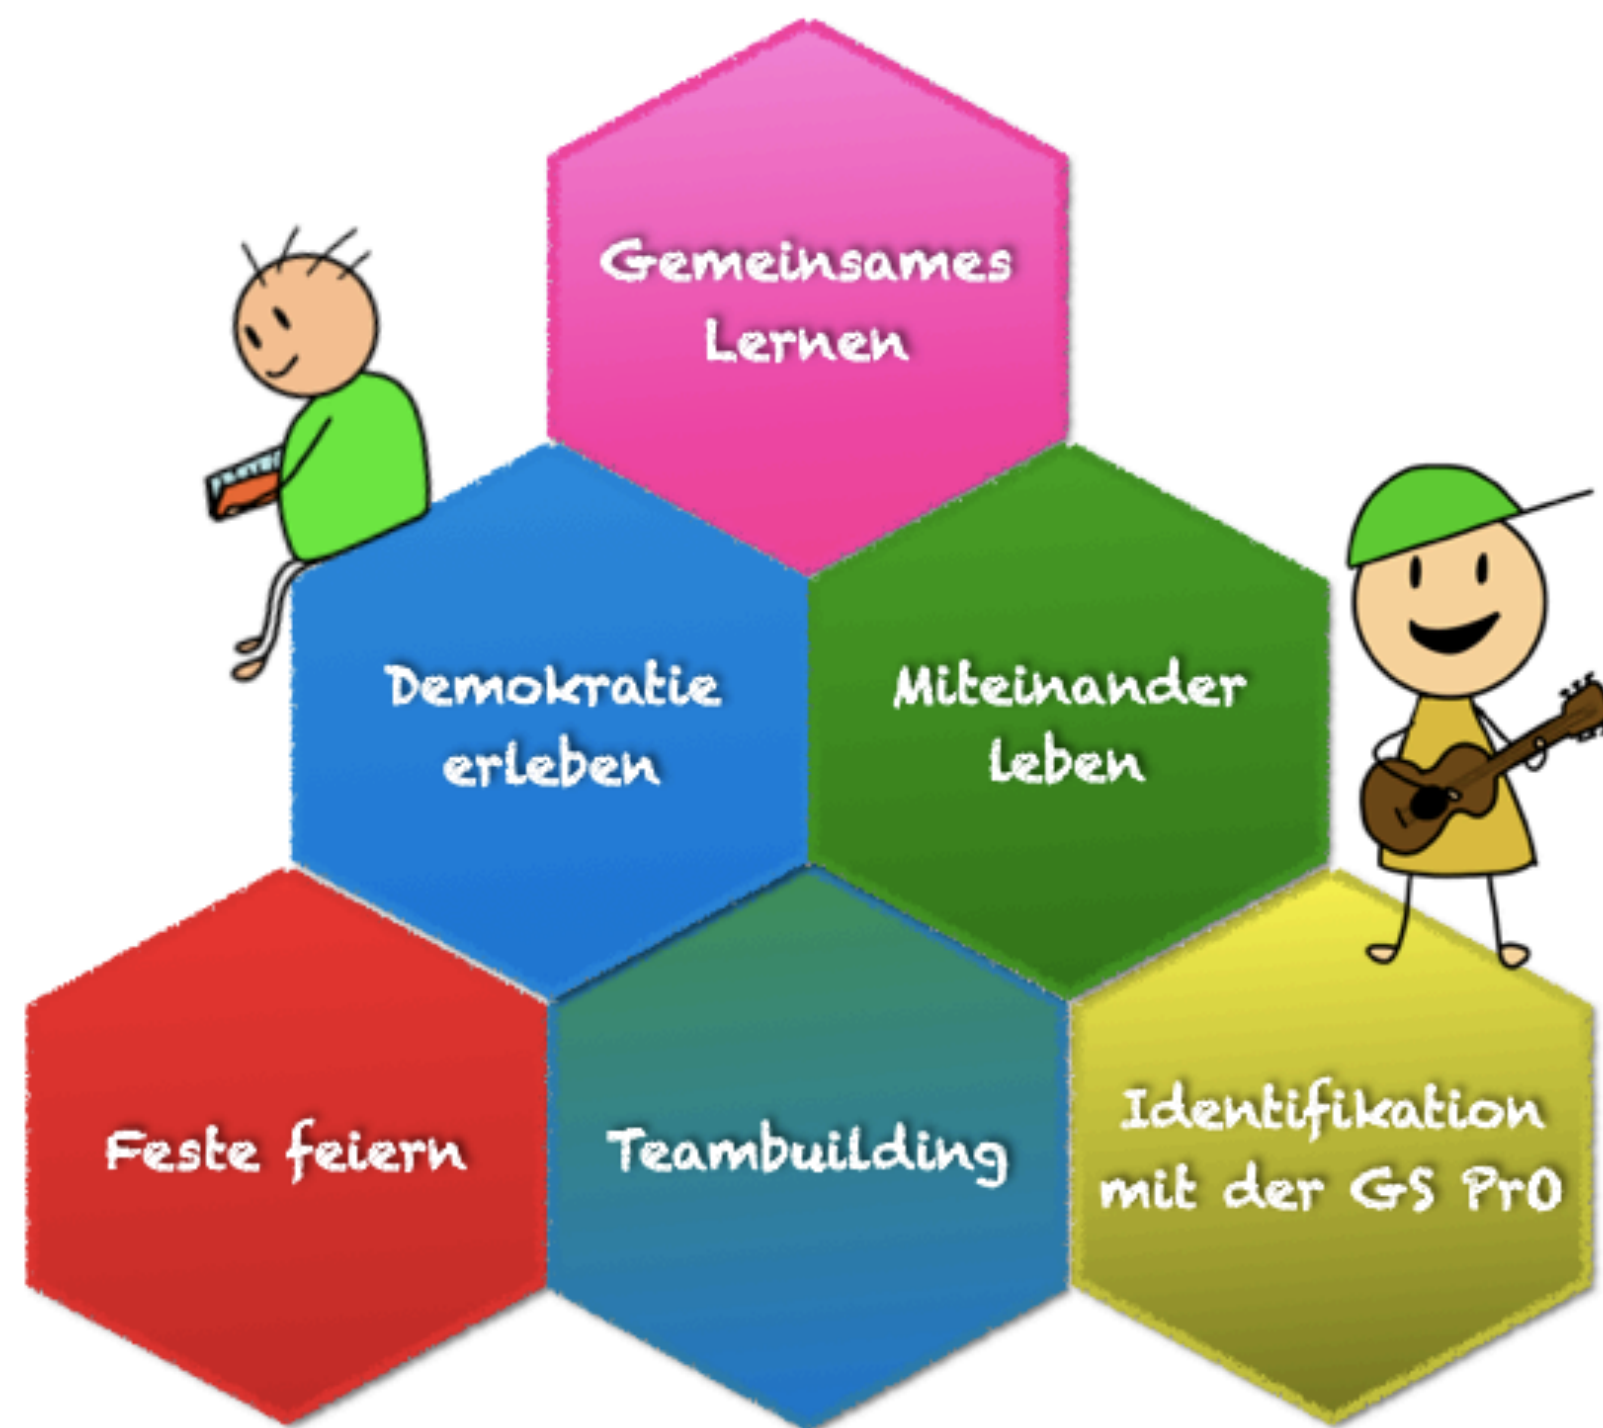 Gemeinsames
Lernen
Demokratie
erleben
Miteinander
leben
Feste feiern
Teambuilding
Identifikation
mit der GS PrO